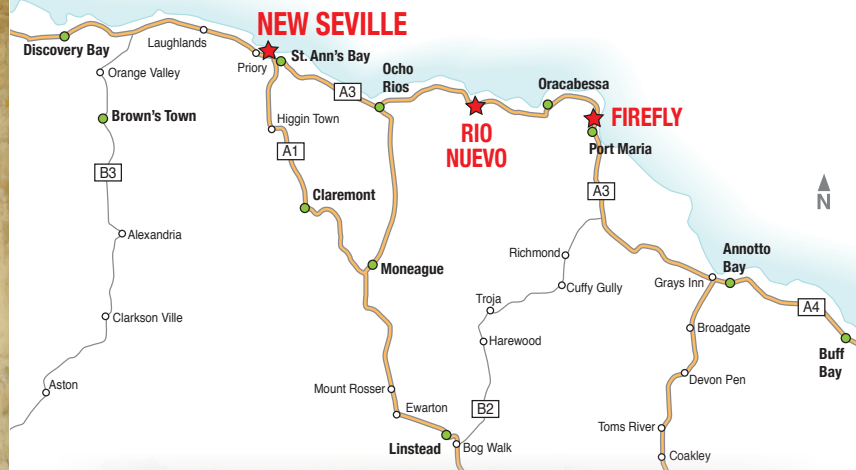 NEW SEVILLE
Laughlands
Discovery Bay
Priory
St. Ann's Bay
Orange Valley
Ocho
Rios
Oracabessa
A3
Brown's Town
Higgin Town
RIO
NUEVO
FIREFLY
Port Maria
A1
B3
A3
Claremont
N
Alexandria
Richmond
Annotto
Bay
Moneague
Grays Inn
Cuffy Gully
Troja
A4
Clarkson Ville
Broadgate
Harewood
Buff
Bay
Aston
Mount Rosser
Devon Pen
Ewarton
B2
Toms River
Linstead
Bog Walk
Coakley